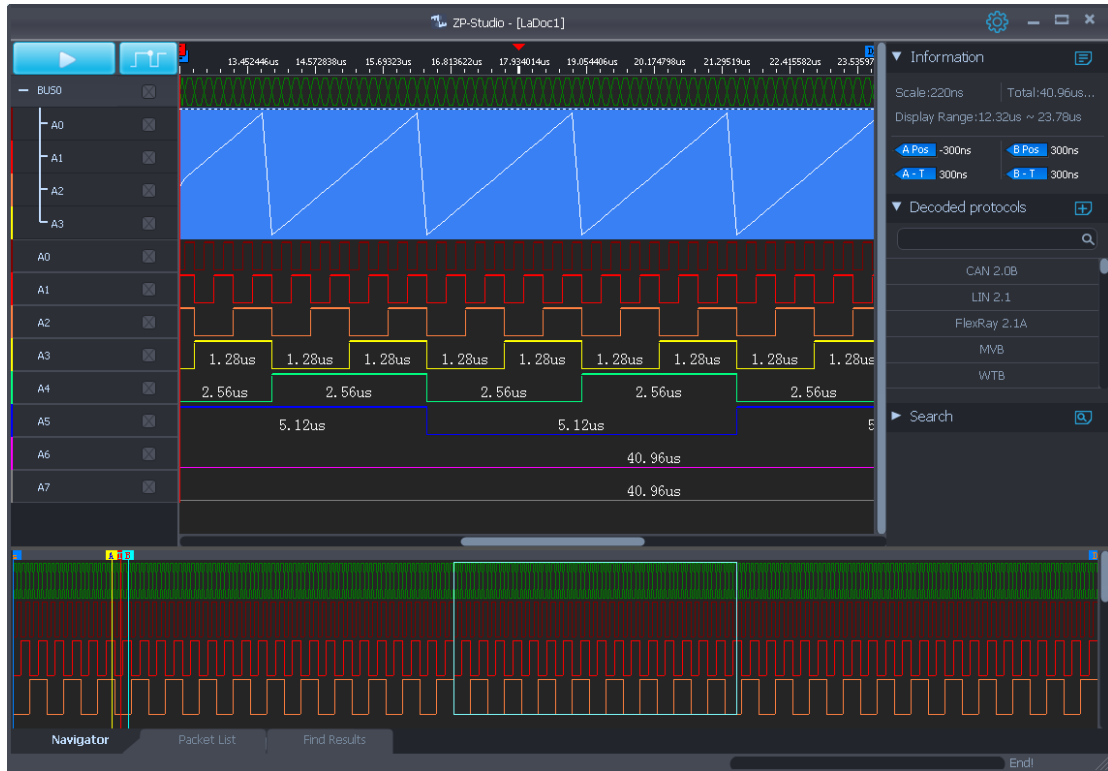 ZP-Studio - [LaDoc1]
13.452446us 14.572838us 15.69323us 16.813622us 17.934014us 19.054406us 20.174798us 21.29519us 22.415582us 23.53597
BUS0
A0
A1
A2
A3
A0
A1
A2
A3
1.28us 1.28us 1.28us 1.28us 1.28us 1.28us 1.28us 1.28us 1.28us
A4
2.56us 2.56us 2.56us 2.56us 2.56us
A5
5.12us 5.12us 5
A6
40.96us
A7
40.96us
Information
Scale:220ns Total:40.96us...
Display Range:12.32us ~ 23.78us
A Pos -300ns B Pos 300ns
A - T 300ns B - T 300ns
Decoded protocols
CAN 2.0B
LIN 2.1
FlexRay 2.1A
MVB
WTB
Search
A T B
Navigator Packet List Find Results
End!